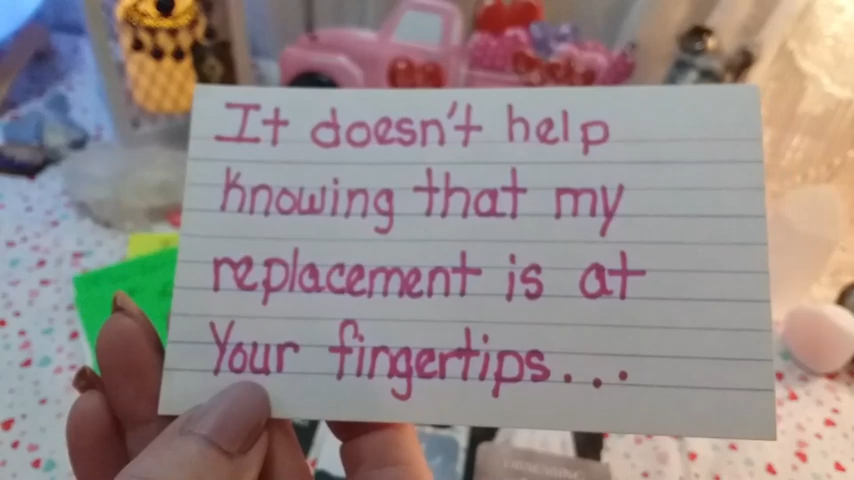 It doesn't help
knowing that my
replacement is at
Your fingertips...